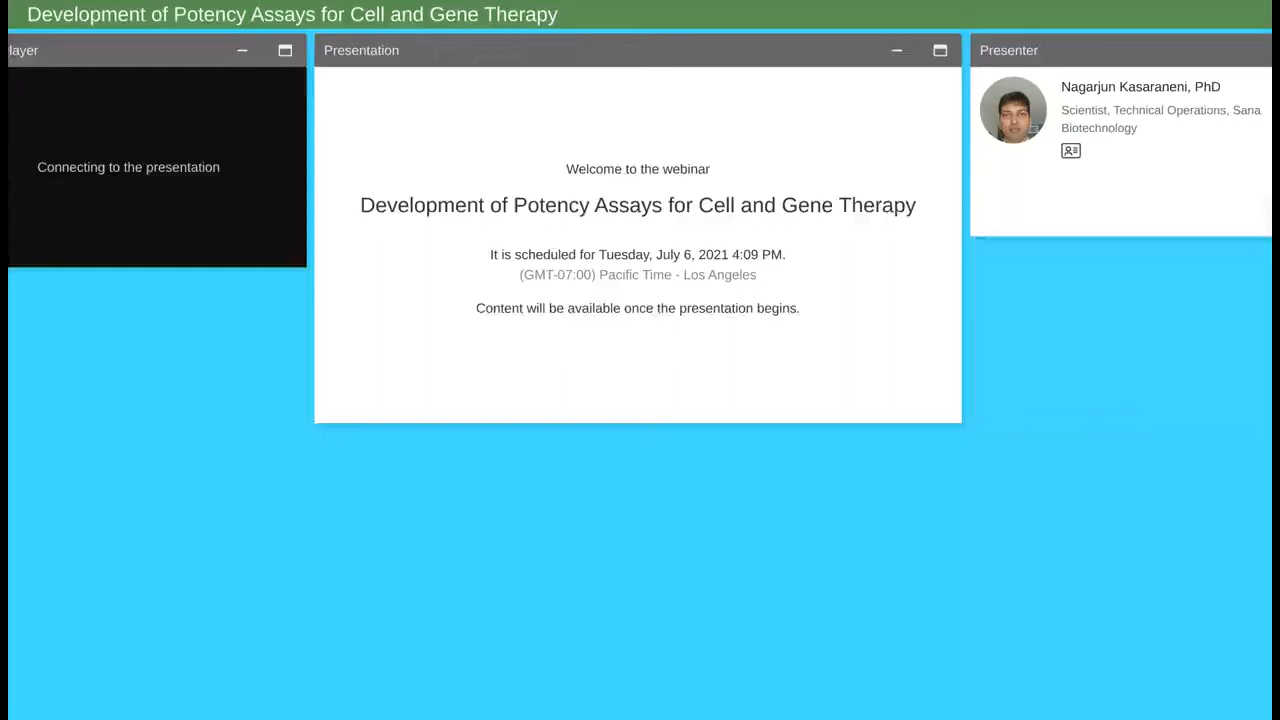 Development of Potency Assays for Cell and Gene Therapy
layer
Connecting to the presentation
Presentation
Welcome to the webinar
Development of Potency Assays for Cell and Gene Therapy
It is scheduled for Tuesday, July 6, 2021 4:09 PM.
(GMT-07:00) Pacific Time - Los Angeles
Content will be available once the presentation begins.
Presenter
Nagarjun Kasaraneni, PhD
Scientist, Technical Operations, Sana
Biotechnology